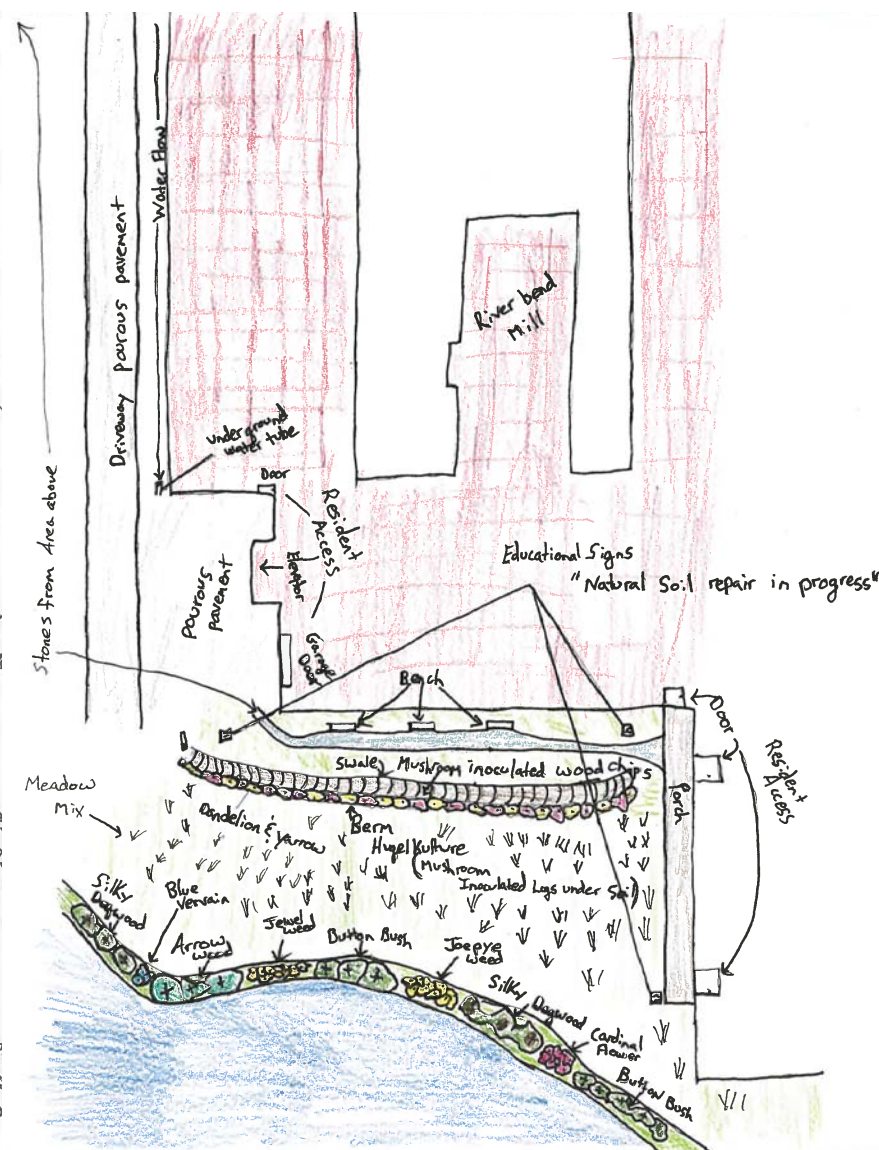 Water Flow
Driveway pourous pavement
River bend
Mill
underground
water tube
Door
Resident
Access
Elevator
Garage
Door
Pourous
pavement
Stones from Area above
Educational Signs
"Natural Soil repair in progress"
Bench
Door
Resident
Access
Porch
Swale
Mushroom inoculated wood chips
Meadow
Mix
Dandelion & Yarrow
Berm
Hugel Kulture
(Mushroom
Inoculated Logs under Soil)
Silky
Dogwood
Blue
Vervain
Arrow
wood
Jewel
weed
Button Bush
Joepye
weed
Silky Dogwood
Cardinal
flower
Button Bush